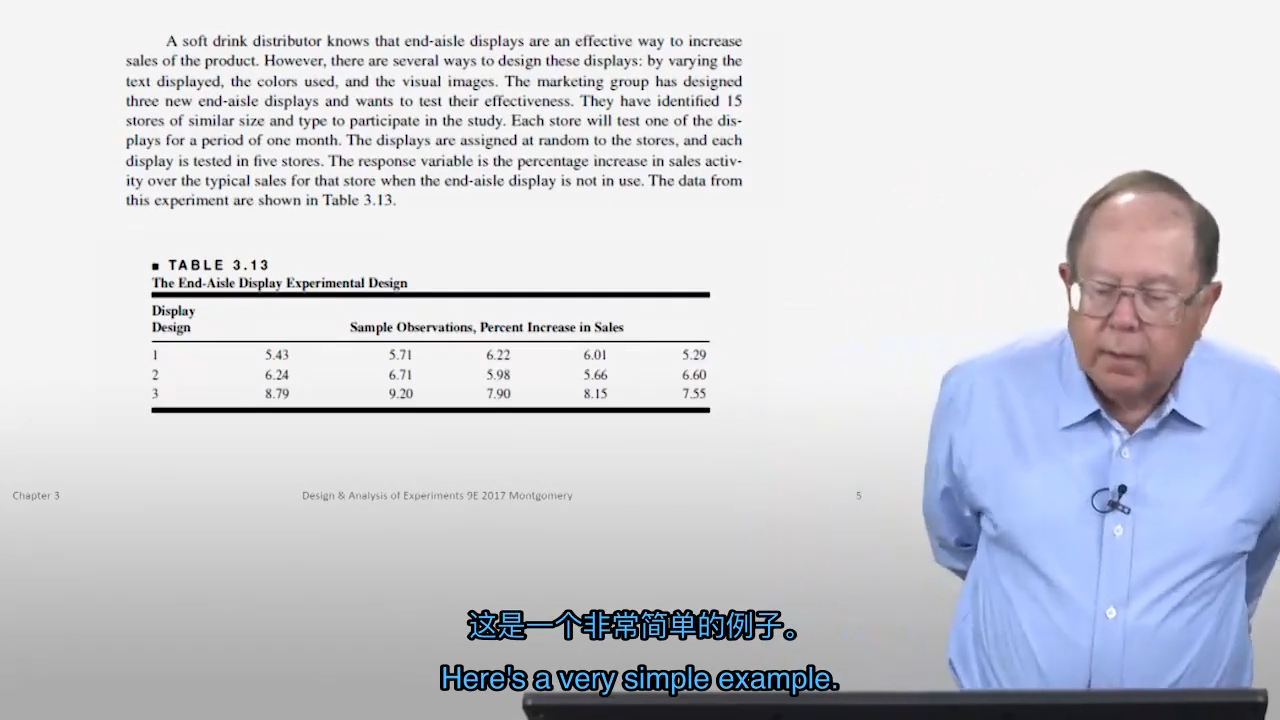 A soft drink distributor knows that end-aisle displays are an effective way to increase
sales of the product. However, there are several ways to design these displays: by varying the
text displayed, the colors used, and the visual images. The marketing group has designed
three new end-aisle displays and wants to test their effectiveness. They have identified 15
stores of similar size and type to participate in the study. Each store will test one of the dis-
plays for a period of one month. The displays are assigned at random to the stores, and each
display is tested in five stores. The response variable is the percentage increase in sales activ-
ity over the typical sales for that store when the end-aisle display is not in use. The data from
this experiment are shown in Table 3.13.
■ TABLE 3.13
The End-Aisle Display Experimental Design
Display
Design Sample Observations, Percent Increase in Sales
1 5.43 5.71 6.22 6.01 5.29
2 6.24 6.71 5.98 5.66 6.60
3 8.79 9.20 7.90 8.15 7.55
Chapter 3 Design & Analysis of Experiments 9E 2017 Montgomery 5
这是一个非常简单的例子。
Here's a very simple example.